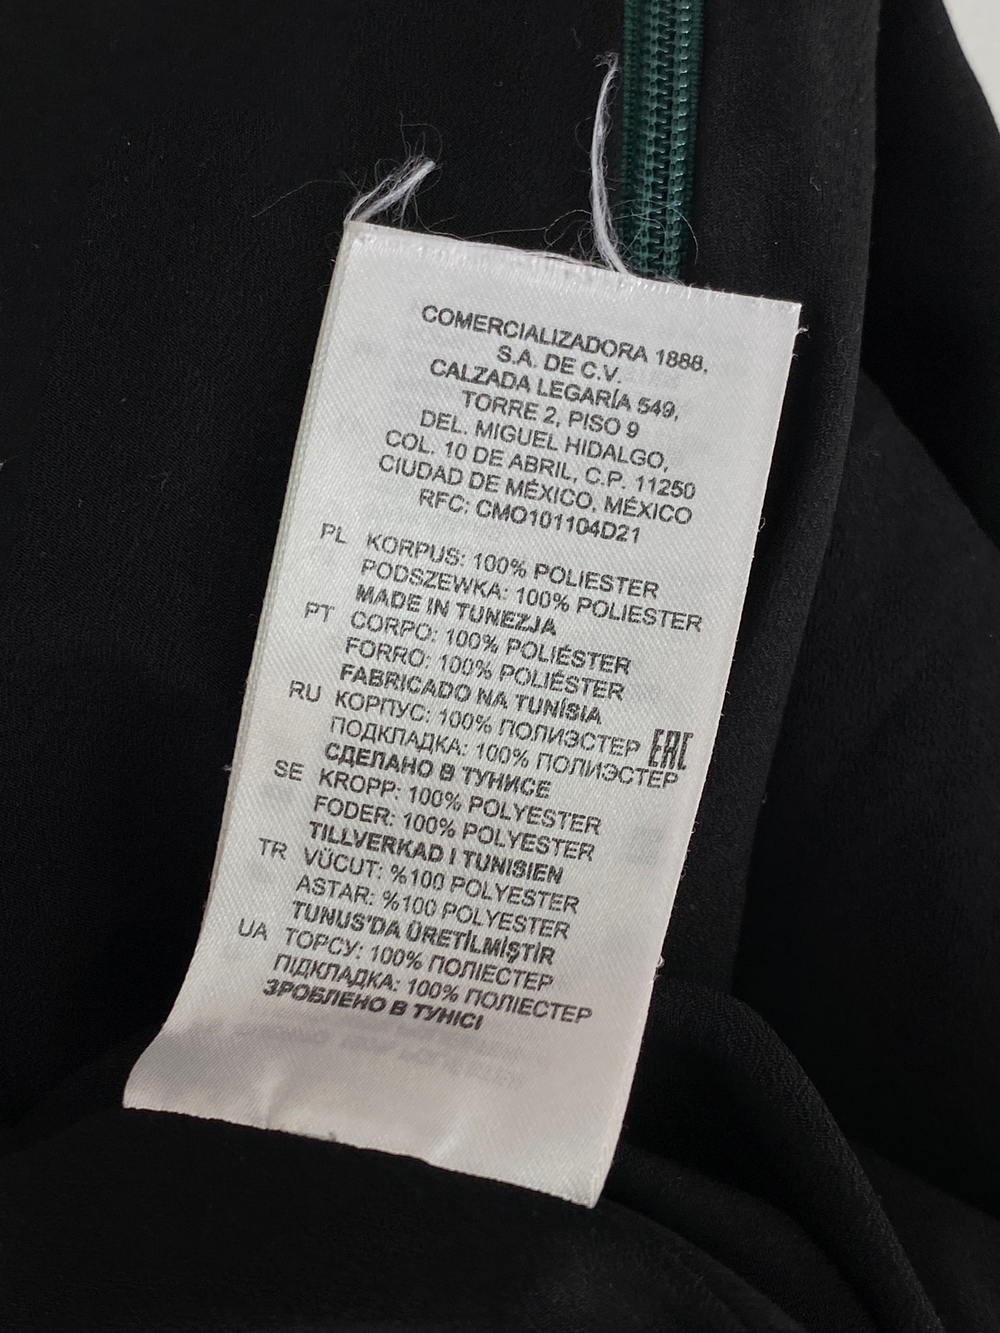 COMERCIALIZADORA 1888,
S.A. DE C.V.
CALZADA LEGARÍA 549,
TORRE 2, PISO 9
DEL. MIGUEL HIDALGO,
COL. 10 DE ABRIL, C.P. 11250
CIUDAD DE MÉXICO, MÉXICO
RFC: CMO101104D21
PL KORPUS: 100% POLIESTER
PODSZEWKA: 100% POLIESTER
MADE IN TUNEZJA
PT CORPO: 100% POLIÉSTER
FORRO: 100% POLIÉSTER
FABRICADO NA TUNÍSIA
RU КОРПУС: 100% ПОЛИЭСТЕР EAC
ПОДКЛАДКА: 100% ПОЛИЭСТЕР
СДЕЛАНО В ТУНИСЕ
SE KROPP: 100% POLYESTER
FODER: 100% POLYESTER
TILLVERKAD I TUNISIEN
TR VÜCUT: %100 POLYESTER
ASTAR: %100 POLYESTER
TUNUS'DA ÜRETİLMİŞTİR
UA ТОРСУ: 100% ПОЛІЕСТЕР
ПІДКЛАДКА: 100% ПОЛІЕСТЕР
ЗРОБЛЕНО В ТУНІСІ